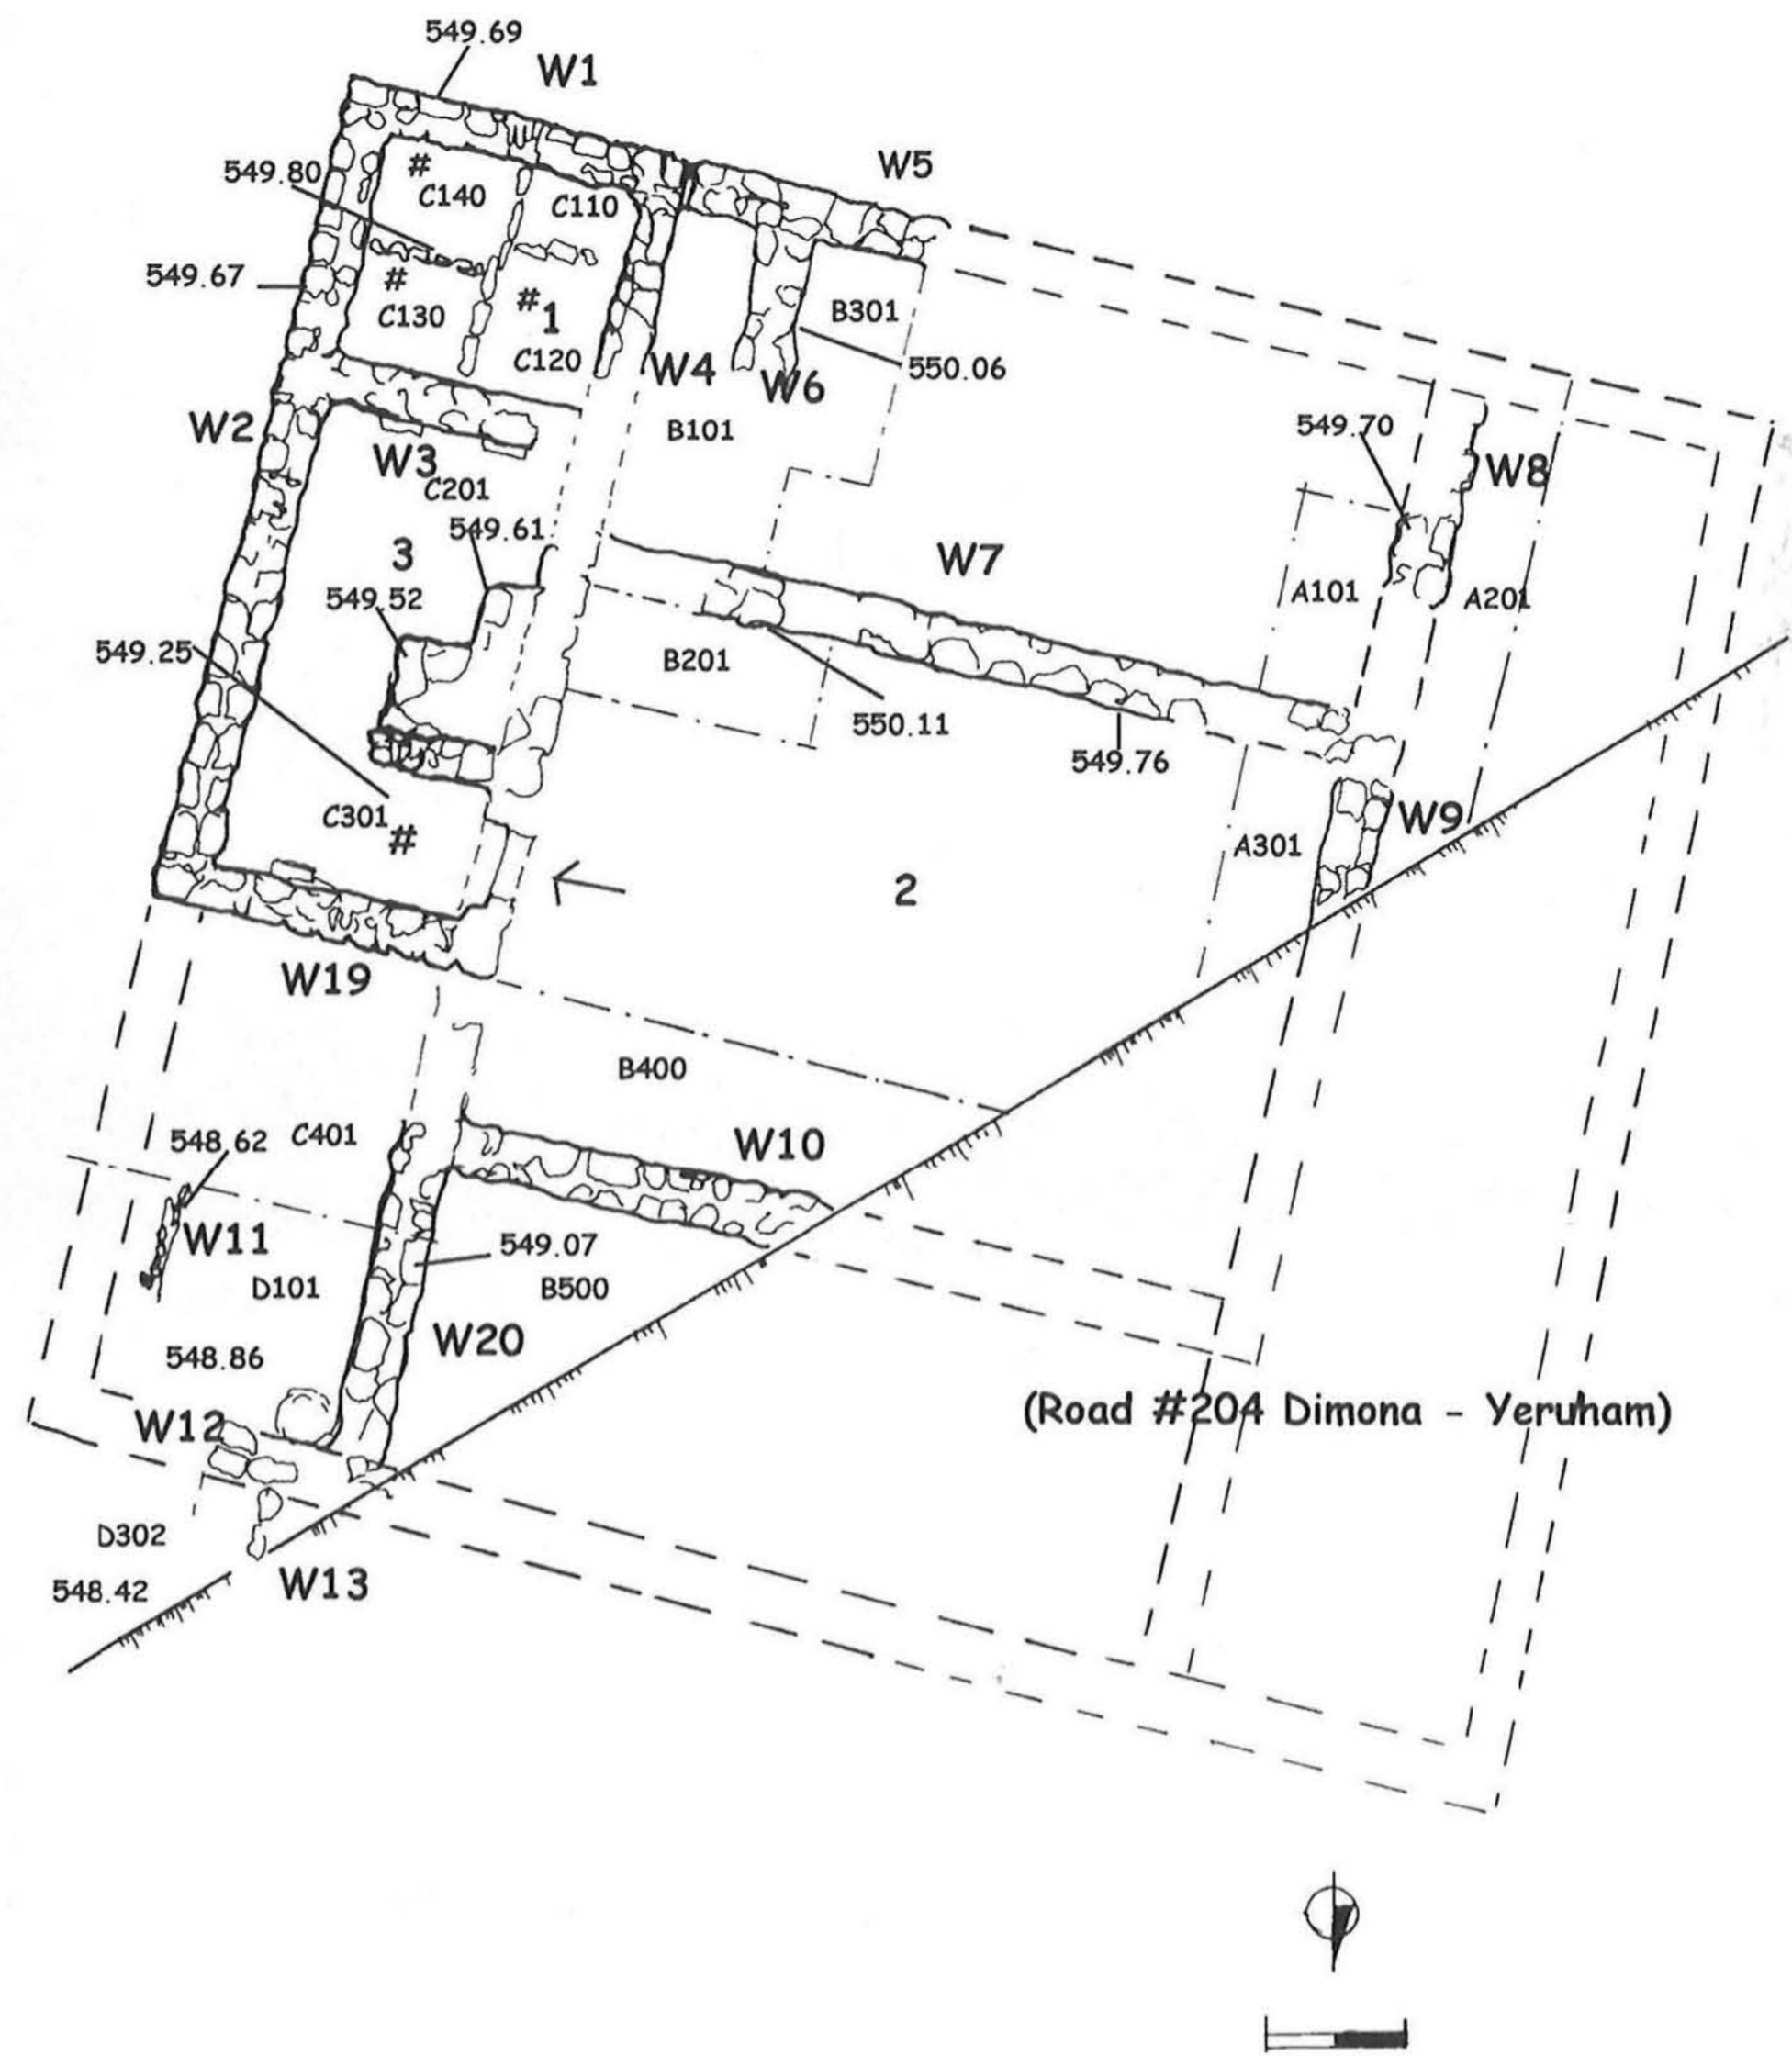 549.69
W1
W5
549.80
#
C140
C110
549.67
#
C130
#1
C120
B301
W4
W6
550.06
B101
W2
W3
C201
549.70
W8
549.61
3
W7
549.52
A101
A201
549.25
B201
550.11
549.76
C301
#
W9
A301
2
W19
B400
548.62
C401
W10
W11
549.07
D101
B500
W20
548.86
(Road #204 Dimona - Yeruham)
W12
D302
W13
548.42